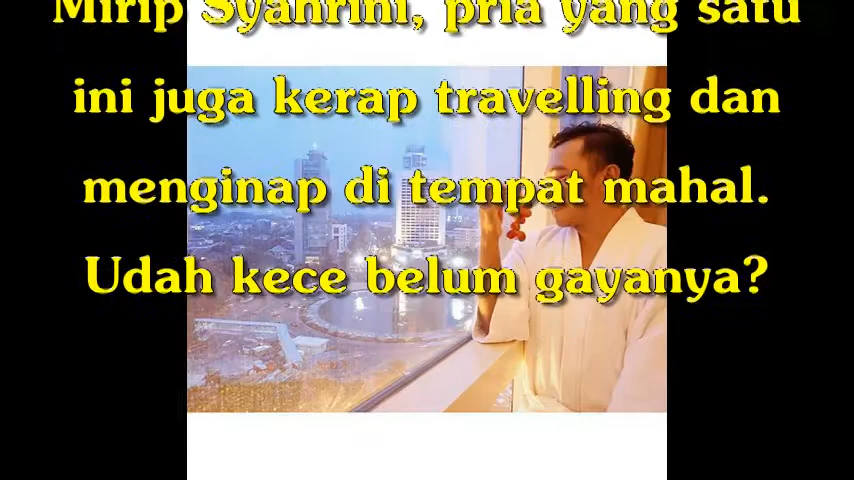 Mirip Syahrini, pria yang satu
ini juga kerap travelling dan
menginap di tempat mahal.
Udah kece belum gayanya?